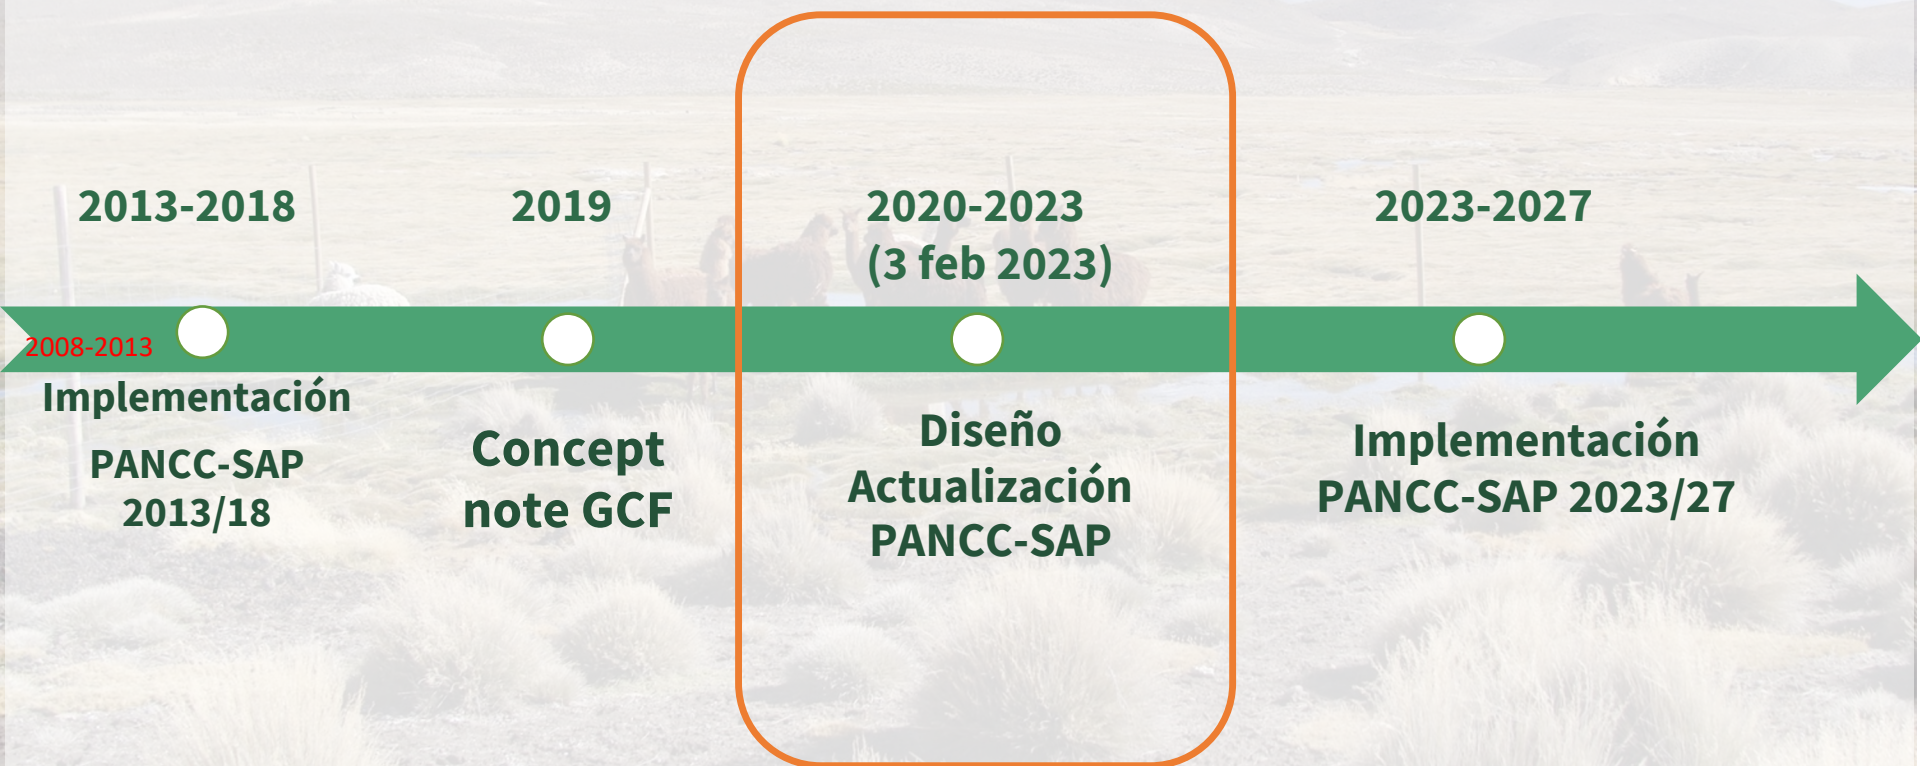 2013-2018
2019
2020-2023
(3 feb 2023)
2023-2027
2008-2013
Implementación
PANCC-SAP
2013/18
Concept
note GCF
Diseño
Actualización
PANCC-SAP
Implementación
PANCC-SAP 2023/27